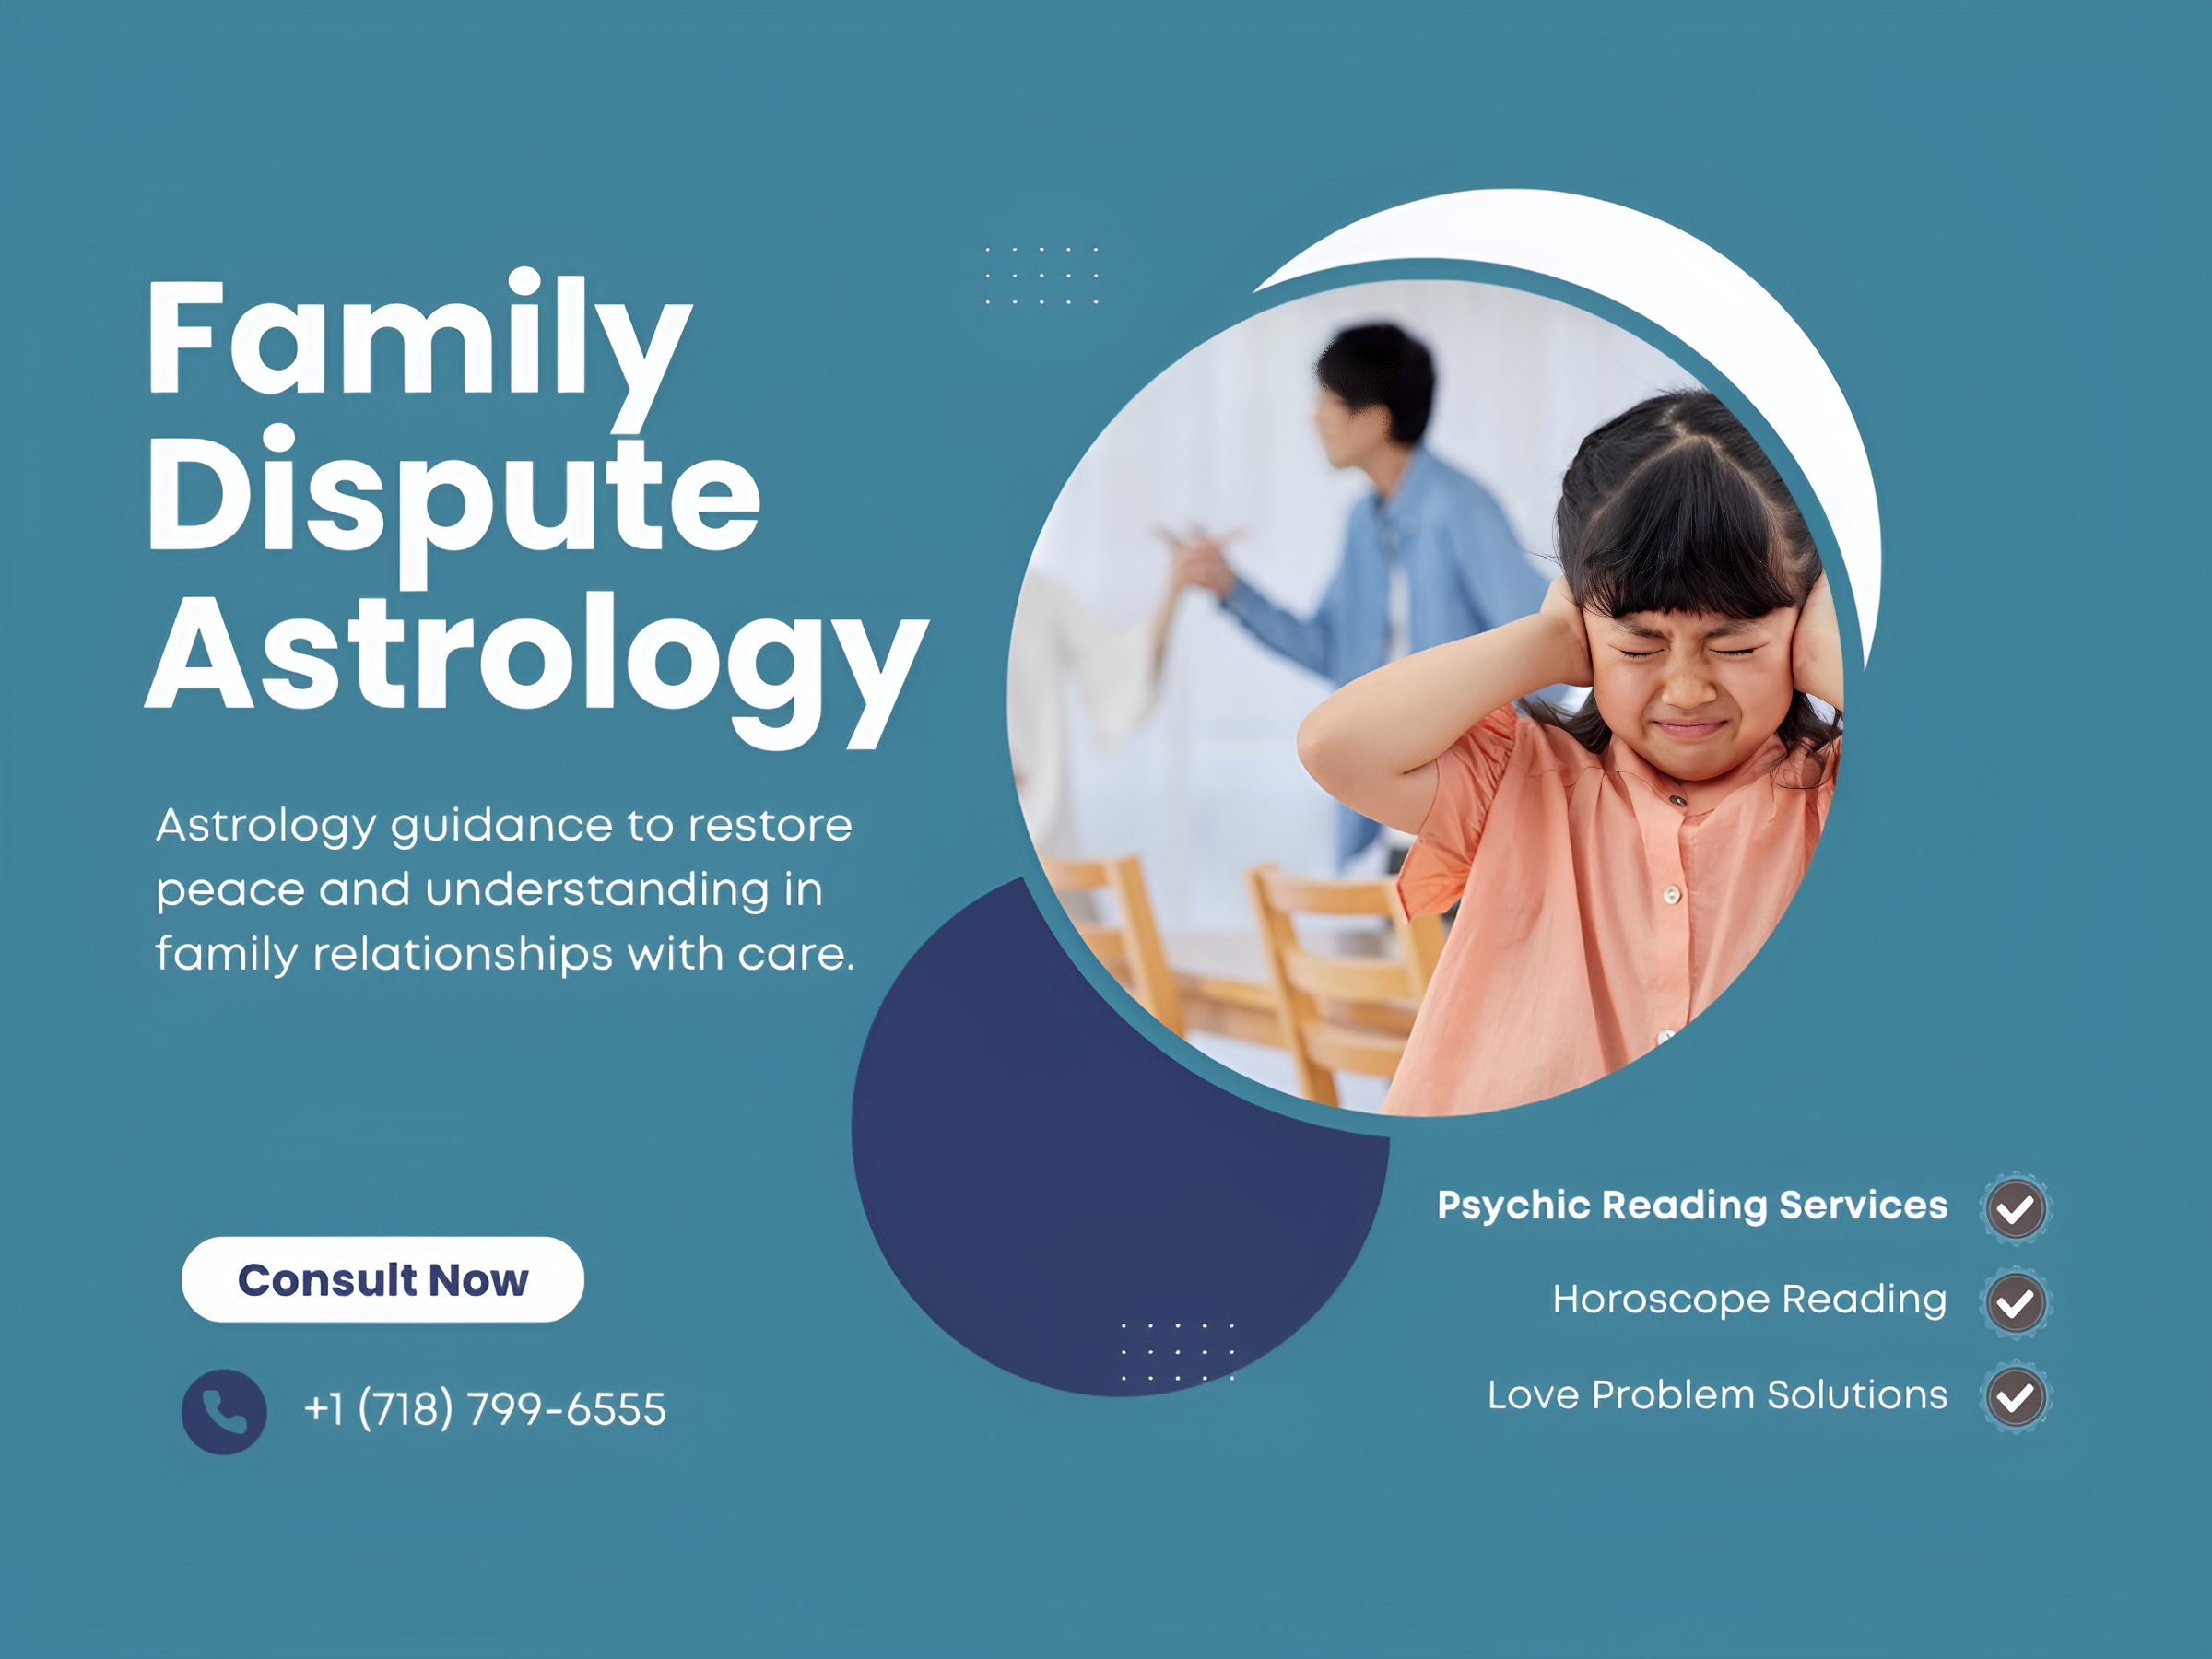 Family
Dispute
Astrology
Astrology guidance to restore
peace and understanding in
family relationships with care.
Consult Now
+1 (718) 799-6555
Psychic Reading Services
Horoscope Reading
Love Problem Solutions